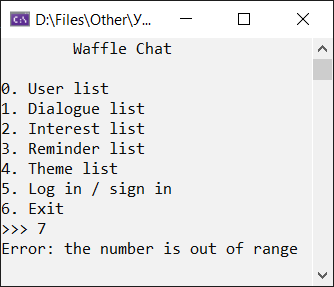 D:\Files\Other\У...
Waffle Chat
0. User list
1. Dialogue list
2. Interest list
3. Reminder list
4. Theme list
5. Log in / sign in
6. Exit
>>> 7
Error: the number is out of range